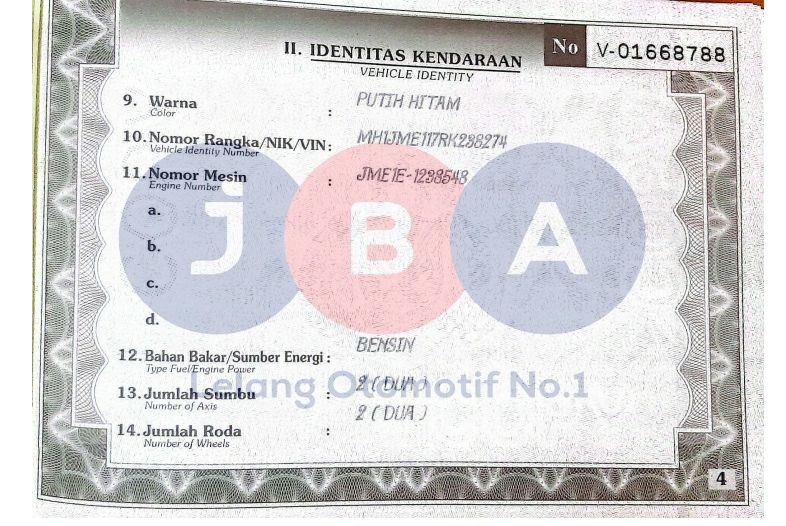 II. IDENTITAS KENDARAAN
VEHICLE IDENTITY
No V-01668788
9. Warna : PUTIH HITAM
Color
10. Nomor Rangka/NIK/VIN: MH1JME117RK238274
Vehicle Identity Number
11. Nomor Mesin : JME1E-1238548
Engine Number
a.
b.
c.
d.
JBA
12. Bahan Bakar/Sumber Energi : BENSIN
Type Fuel/Engine Power
Lelang Otomotif No.1
13. Jumlah Sumbu : 2 ( DUA )
Number of Axis
14. Jumlah Roda : 2 ( DUA )
Number of Wheels
4